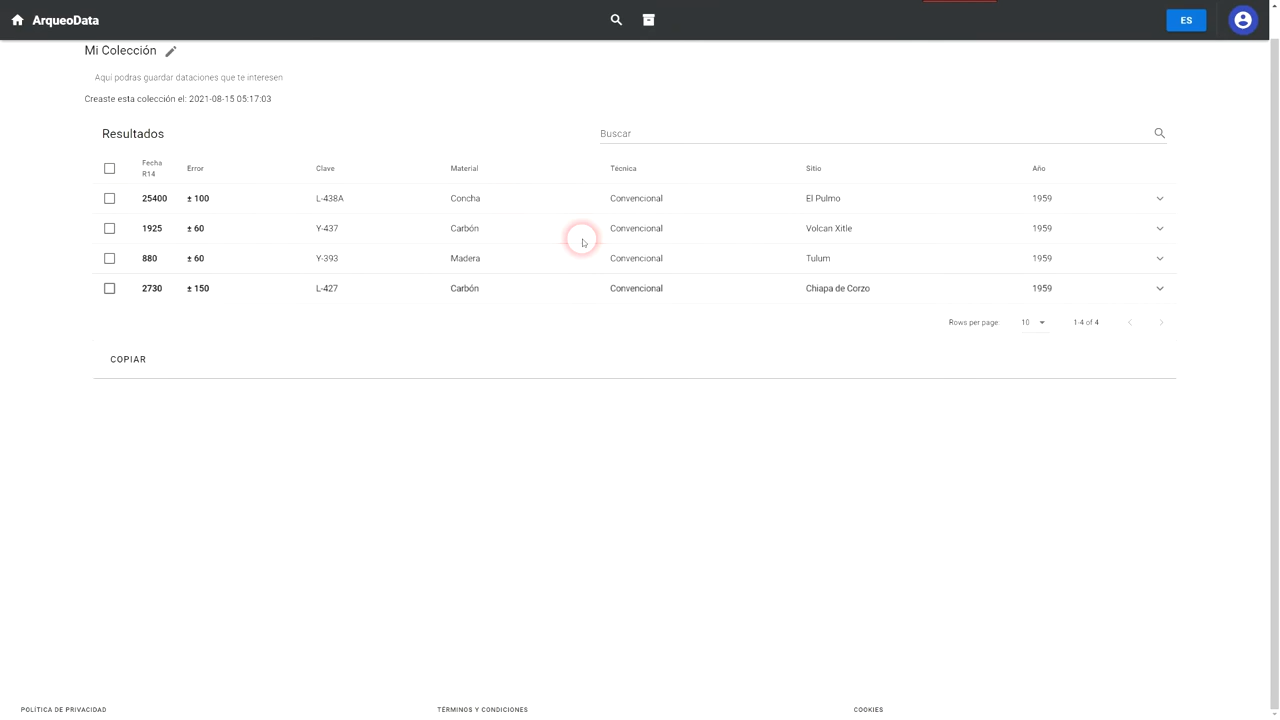 ArqueoData
ES
Mi Colección
Aquí podras guardar dataciones que te interesen
Creaste esta colección el: 2021-08-15 05:17:03
Resultados
Buscar
Fecha R14 Error Clave Material Técnica Sitio Año
25400 ± 100 L-438A Concha Convencional El Pulmo 1959
1925 ± 60 Y-437 Carbón Convencional Volcan Xitle 1959
880 ± 60 Y-393 Madera Convencional Tulum 1959
2730 ± 150 L-427 Carbón Convencional Chiapa de Corzo 1959
Rows per page: 10 1-4 of 4
COPIAR
POLÍTICA DE PRIVACIDAD TÉRMINOS Y CONDICIONES COOKIES